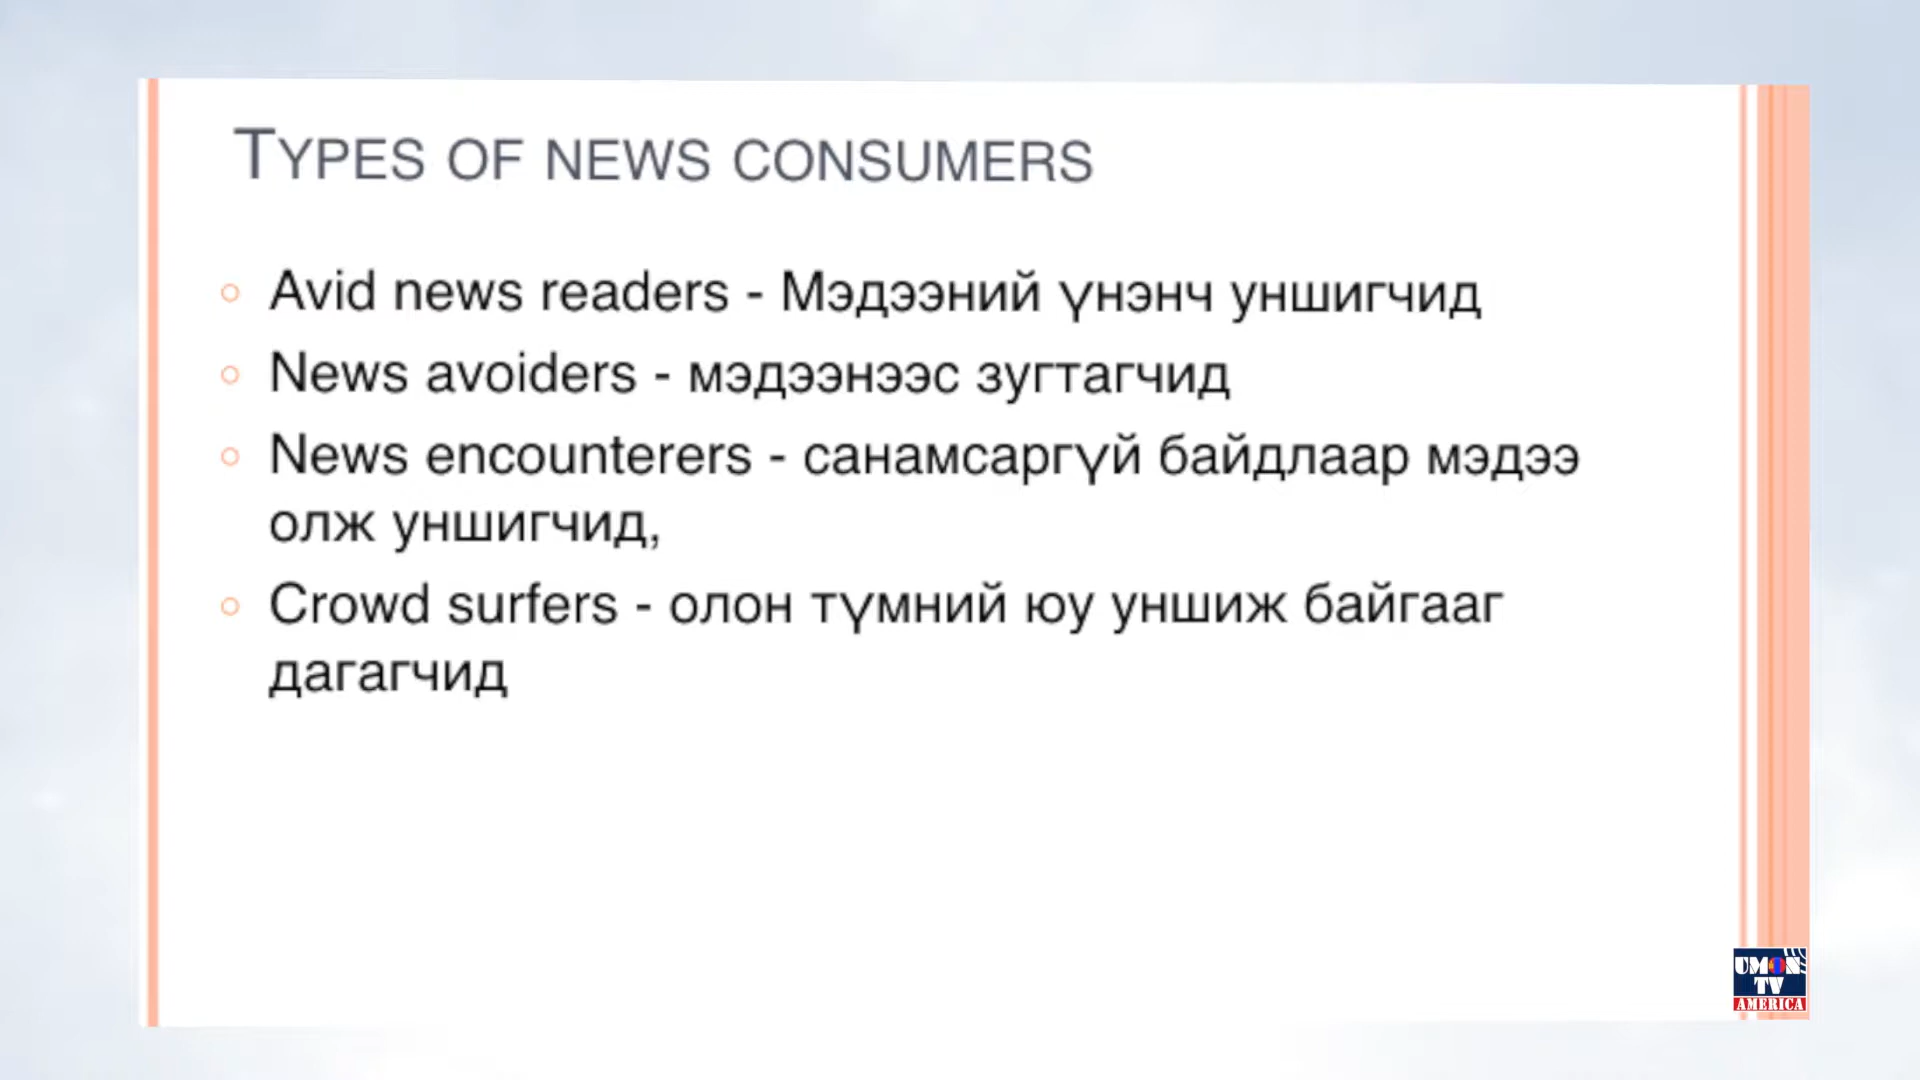 Types of news consumers
Avid news readers - Мэдээний үнэнч уншигчид
News avoiders - мэдээнээс зугтагчид
News encounterers - санамсаргүй байдлаар мэдээ
олж уншигчид,
Crowd surfers - олон түмний юу уншиж байгааг
дагагчид
UMON
TV
AMERICA